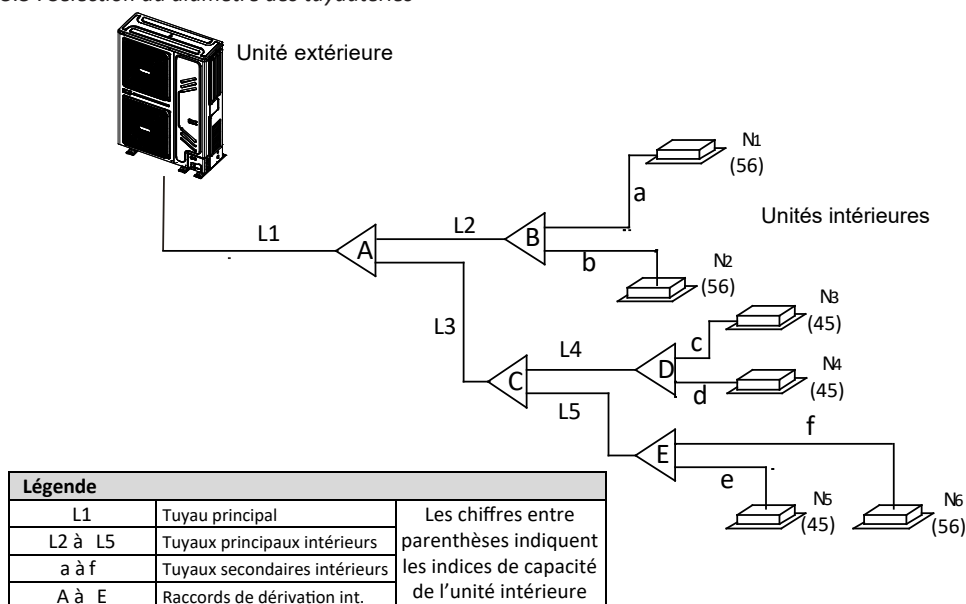 Unité extérieure
N1
(56)
a
Unités intérieures
L1
L2
A
B
b
N2
(56)
N3
(45)
L3
L4
c
C
D
N4
(45)
d
L5
f
E
e
N5
(45)
N6
(56)
Légende
L1 Tuyau principal
L2 à L5 Tuyaux principaux intérieurs
a à f Tuyaux secondaires intérieurs
A à E Raccords de dérivation int.
Les chiffres entre
parenthèses indiquent
les indices de capacité
de l'unité intérieure